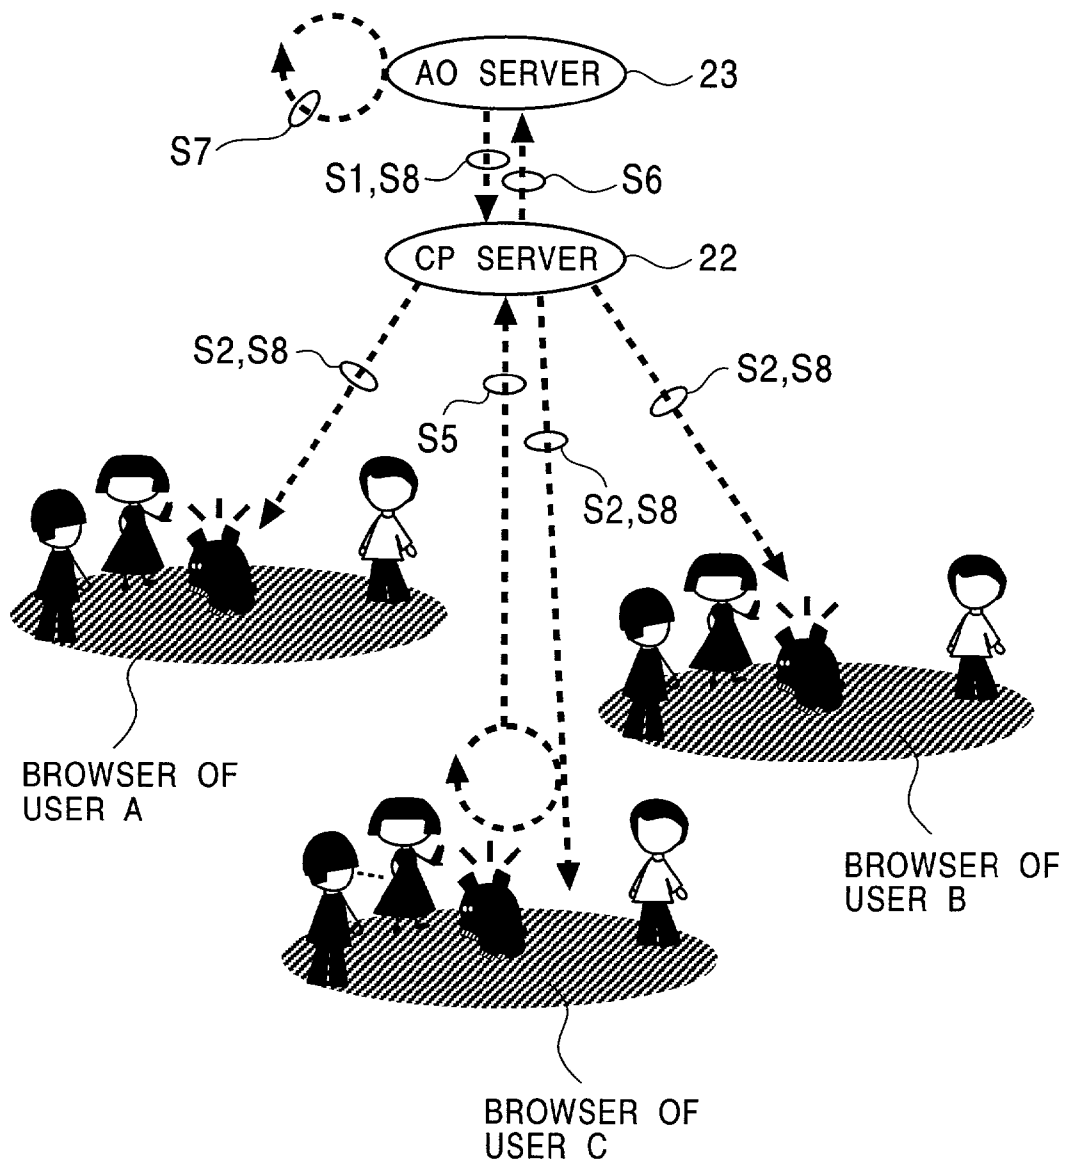 AO SERVER
23
S7
S1,S8
S6
CP SERVER
22
S2,S8
S2,S8
S5
S2,S8
BROWSER OF
USER A
BROWSER OF
USER B
BROWSER OF
USER C